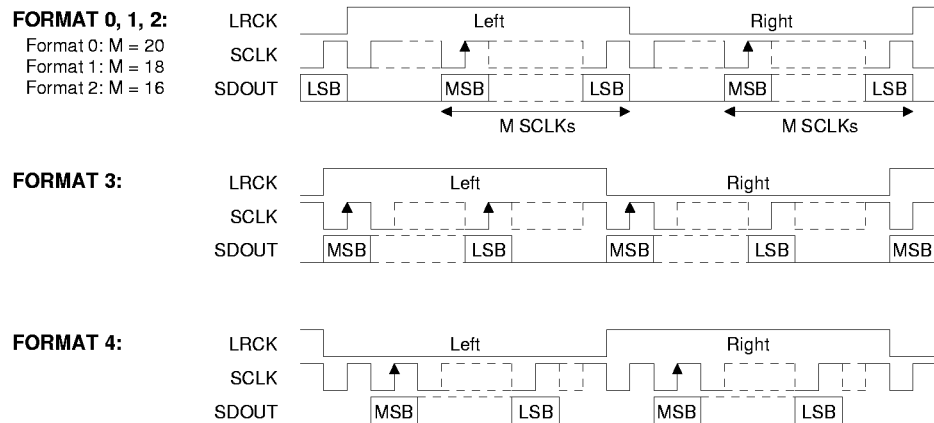 FORMAT 0, 1, 2:
Format 0: M = 20
Format 1: M = 18
Format 2: M = 16
LRCK Left Right
SCLK
SDOUT LSB MSB LSB MSB LSB
M SCLKs M SCLKs
FORMAT 3:
LRCK Left Right
SCLK
SDOUT MSB LSB MSB LSB MSB
FORMAT 4:
LRCK Left Right
SCLK
SDOUT MSB LSB MSB LSB